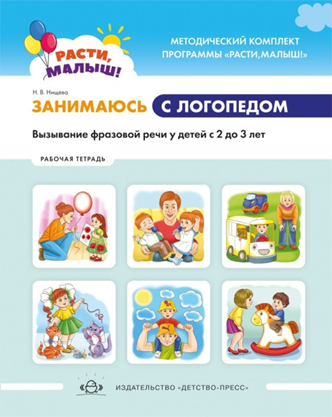 РАСТИ,
МАЛЫШ!
МЕТОДИЧЕСКИЙ КОМПЛЕКТ
ПРОГРАММЫ «РАСТИ,МАЛЫШ!»
Н. В. Нищева
ЗАНИМАЮСЬ С ЛОГОПЕДОМ
Вызывание фразовой речи у детей с 2 до 3 лет
РАБОЧАЯ ТЕТРАДЬ
ИЗДАТЕЛЬСТВО «ДЕТСТВО-ПРЕСС»